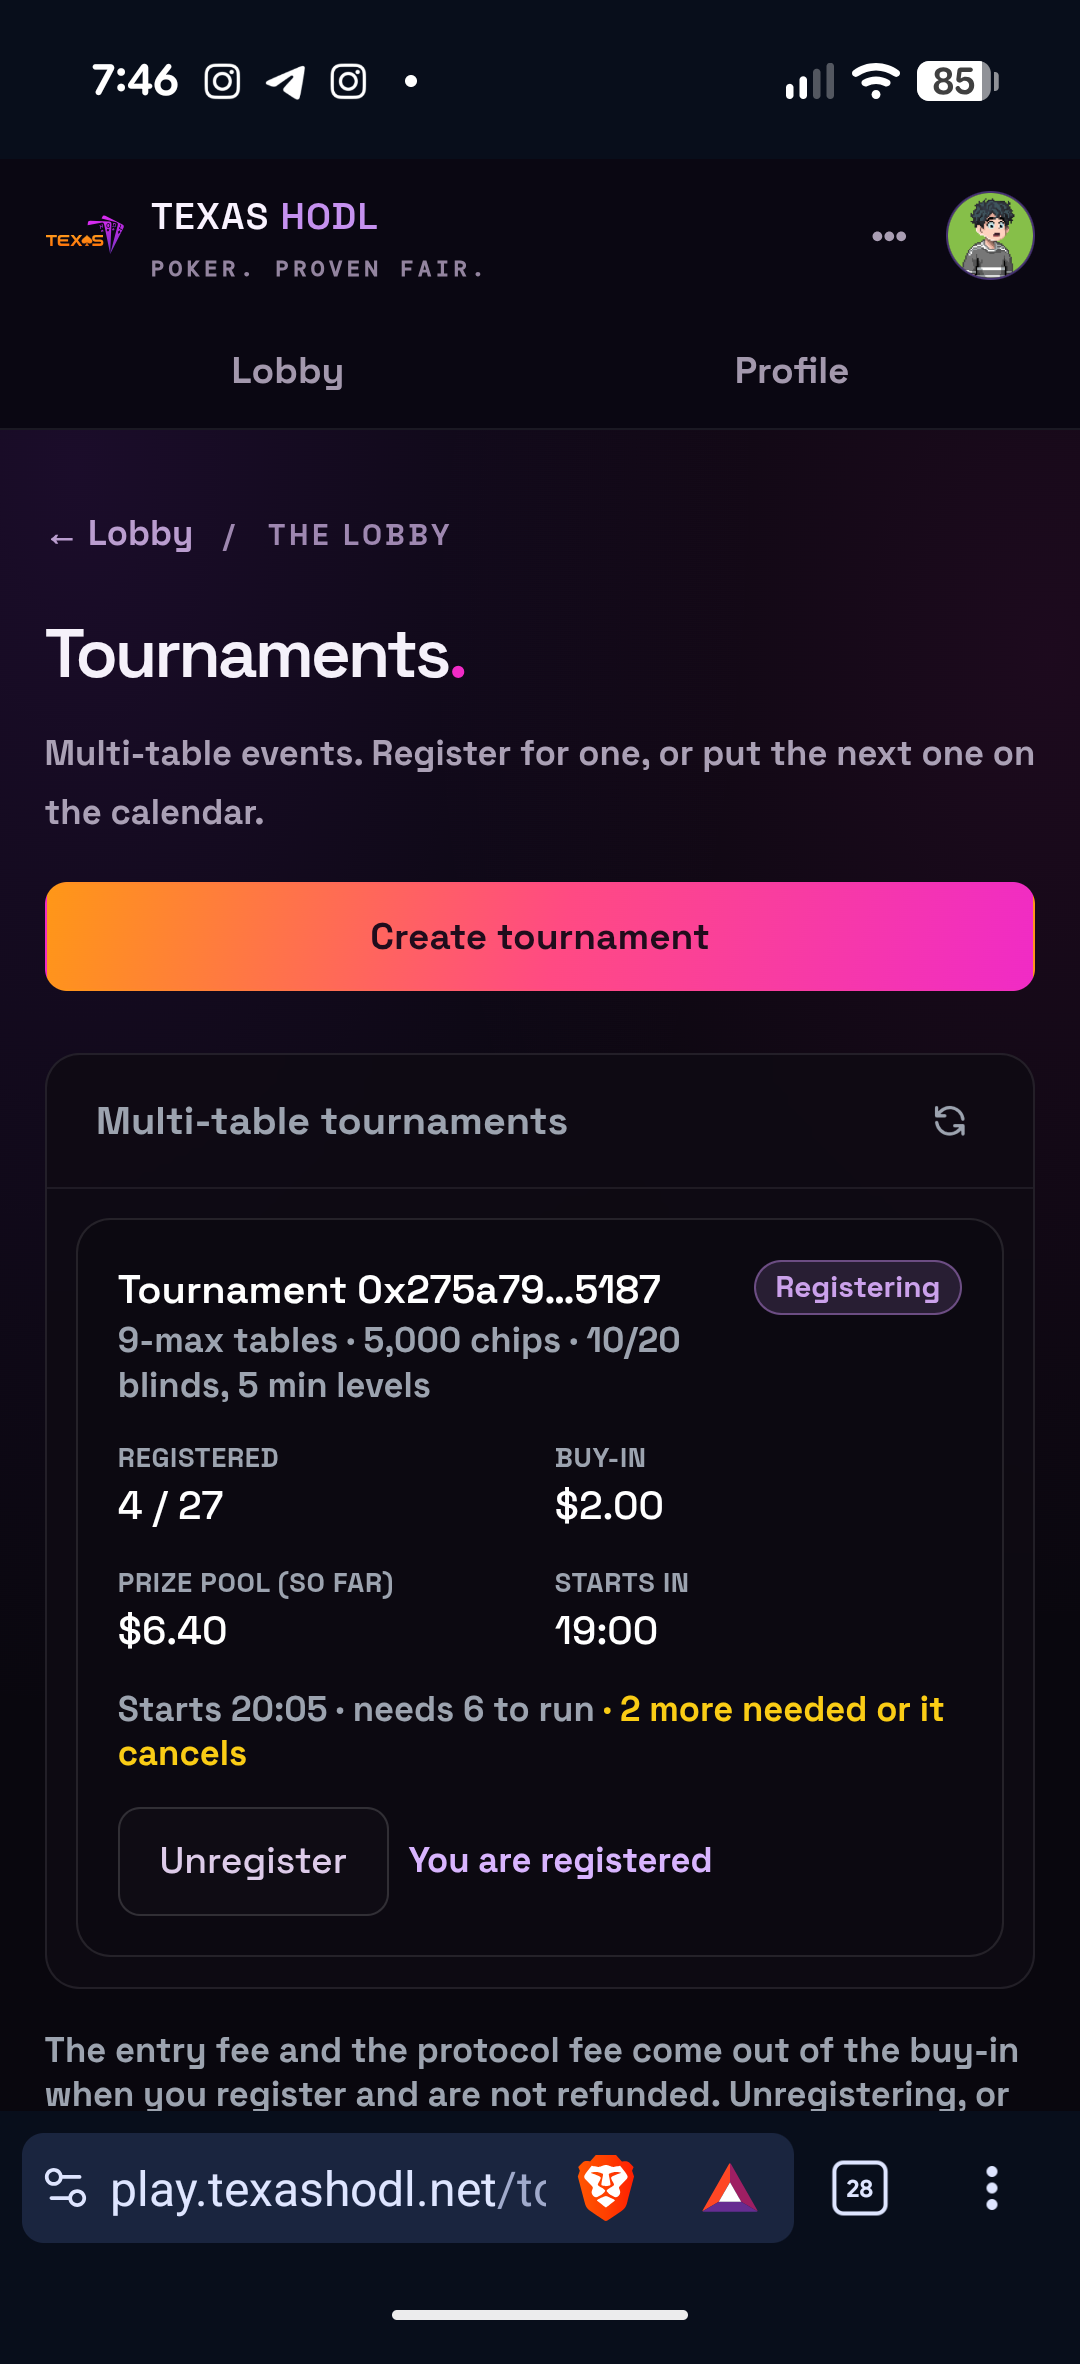 7:46
85
TEXAS
TEXAS HODL
POKER. PROVEN FAIR.
Lobby
Profile
← Lobby / THE LOBBY
Tournaments.
Multi-table events. Register for one, or put the next one on
the calendar.
Create tournament
Multi-table tournaments
Tournament 0x275a79...5187
Registering
9-max tables · 5,000 chips · 10/20
blinds, 5 min levels
REGISTERED
BUY-IN
4 / 27
$2.00
PRIZE POOL (SO FAR)
STARTS IN
$6.40
19:00
Starts 20:05 · needs 6 to run · 2 more needed or it
cancels
Unregister
You are registered
The entry fee and the protocol fee come out of the buy-in
when you register and are not refunded. Unregistering, or
play.texashodl.net/to
28